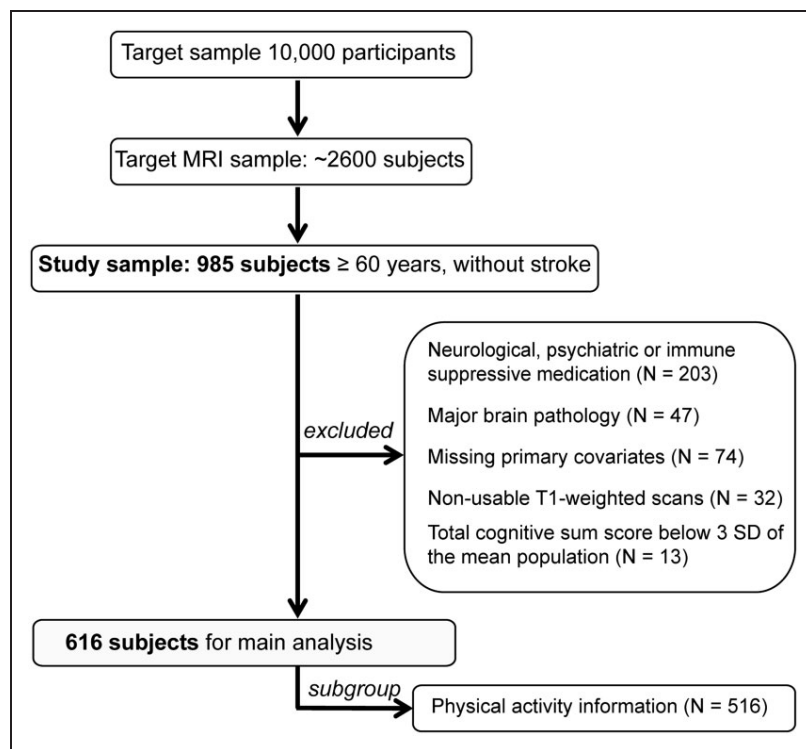 Target sample 10,000 participants
Target MRI sample: ~2600 subjects
Study sample: 985 subjects ≥ 60 years, without stroke
excluded
Neurological, psychiatric or immune
suppressive medication (N = 203)
Major brain pathology (N = 47)
Missing primary covariates (N = 74)
Non-usable T1-weighted scans (N = 32)
Total cognitive sum score below 3 SD of
the mean population (N = 13)
616 subjects for main analysis
subgroup
Physical activity information (N = 516)